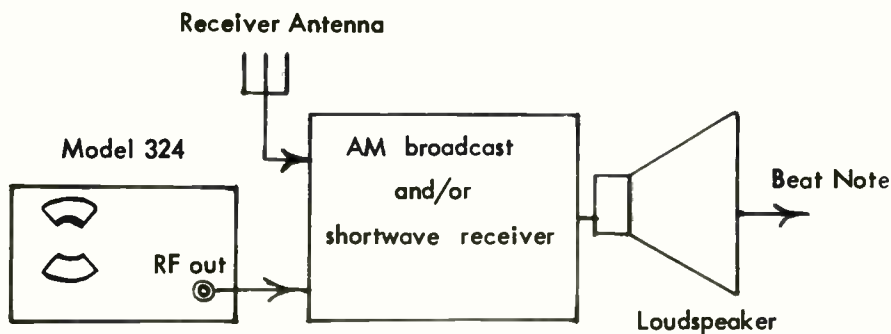 Receiver Antenna
Model 324
RF out
AM broadcast
and/or
shortwave receiver
Beat Note
Loudspeaker